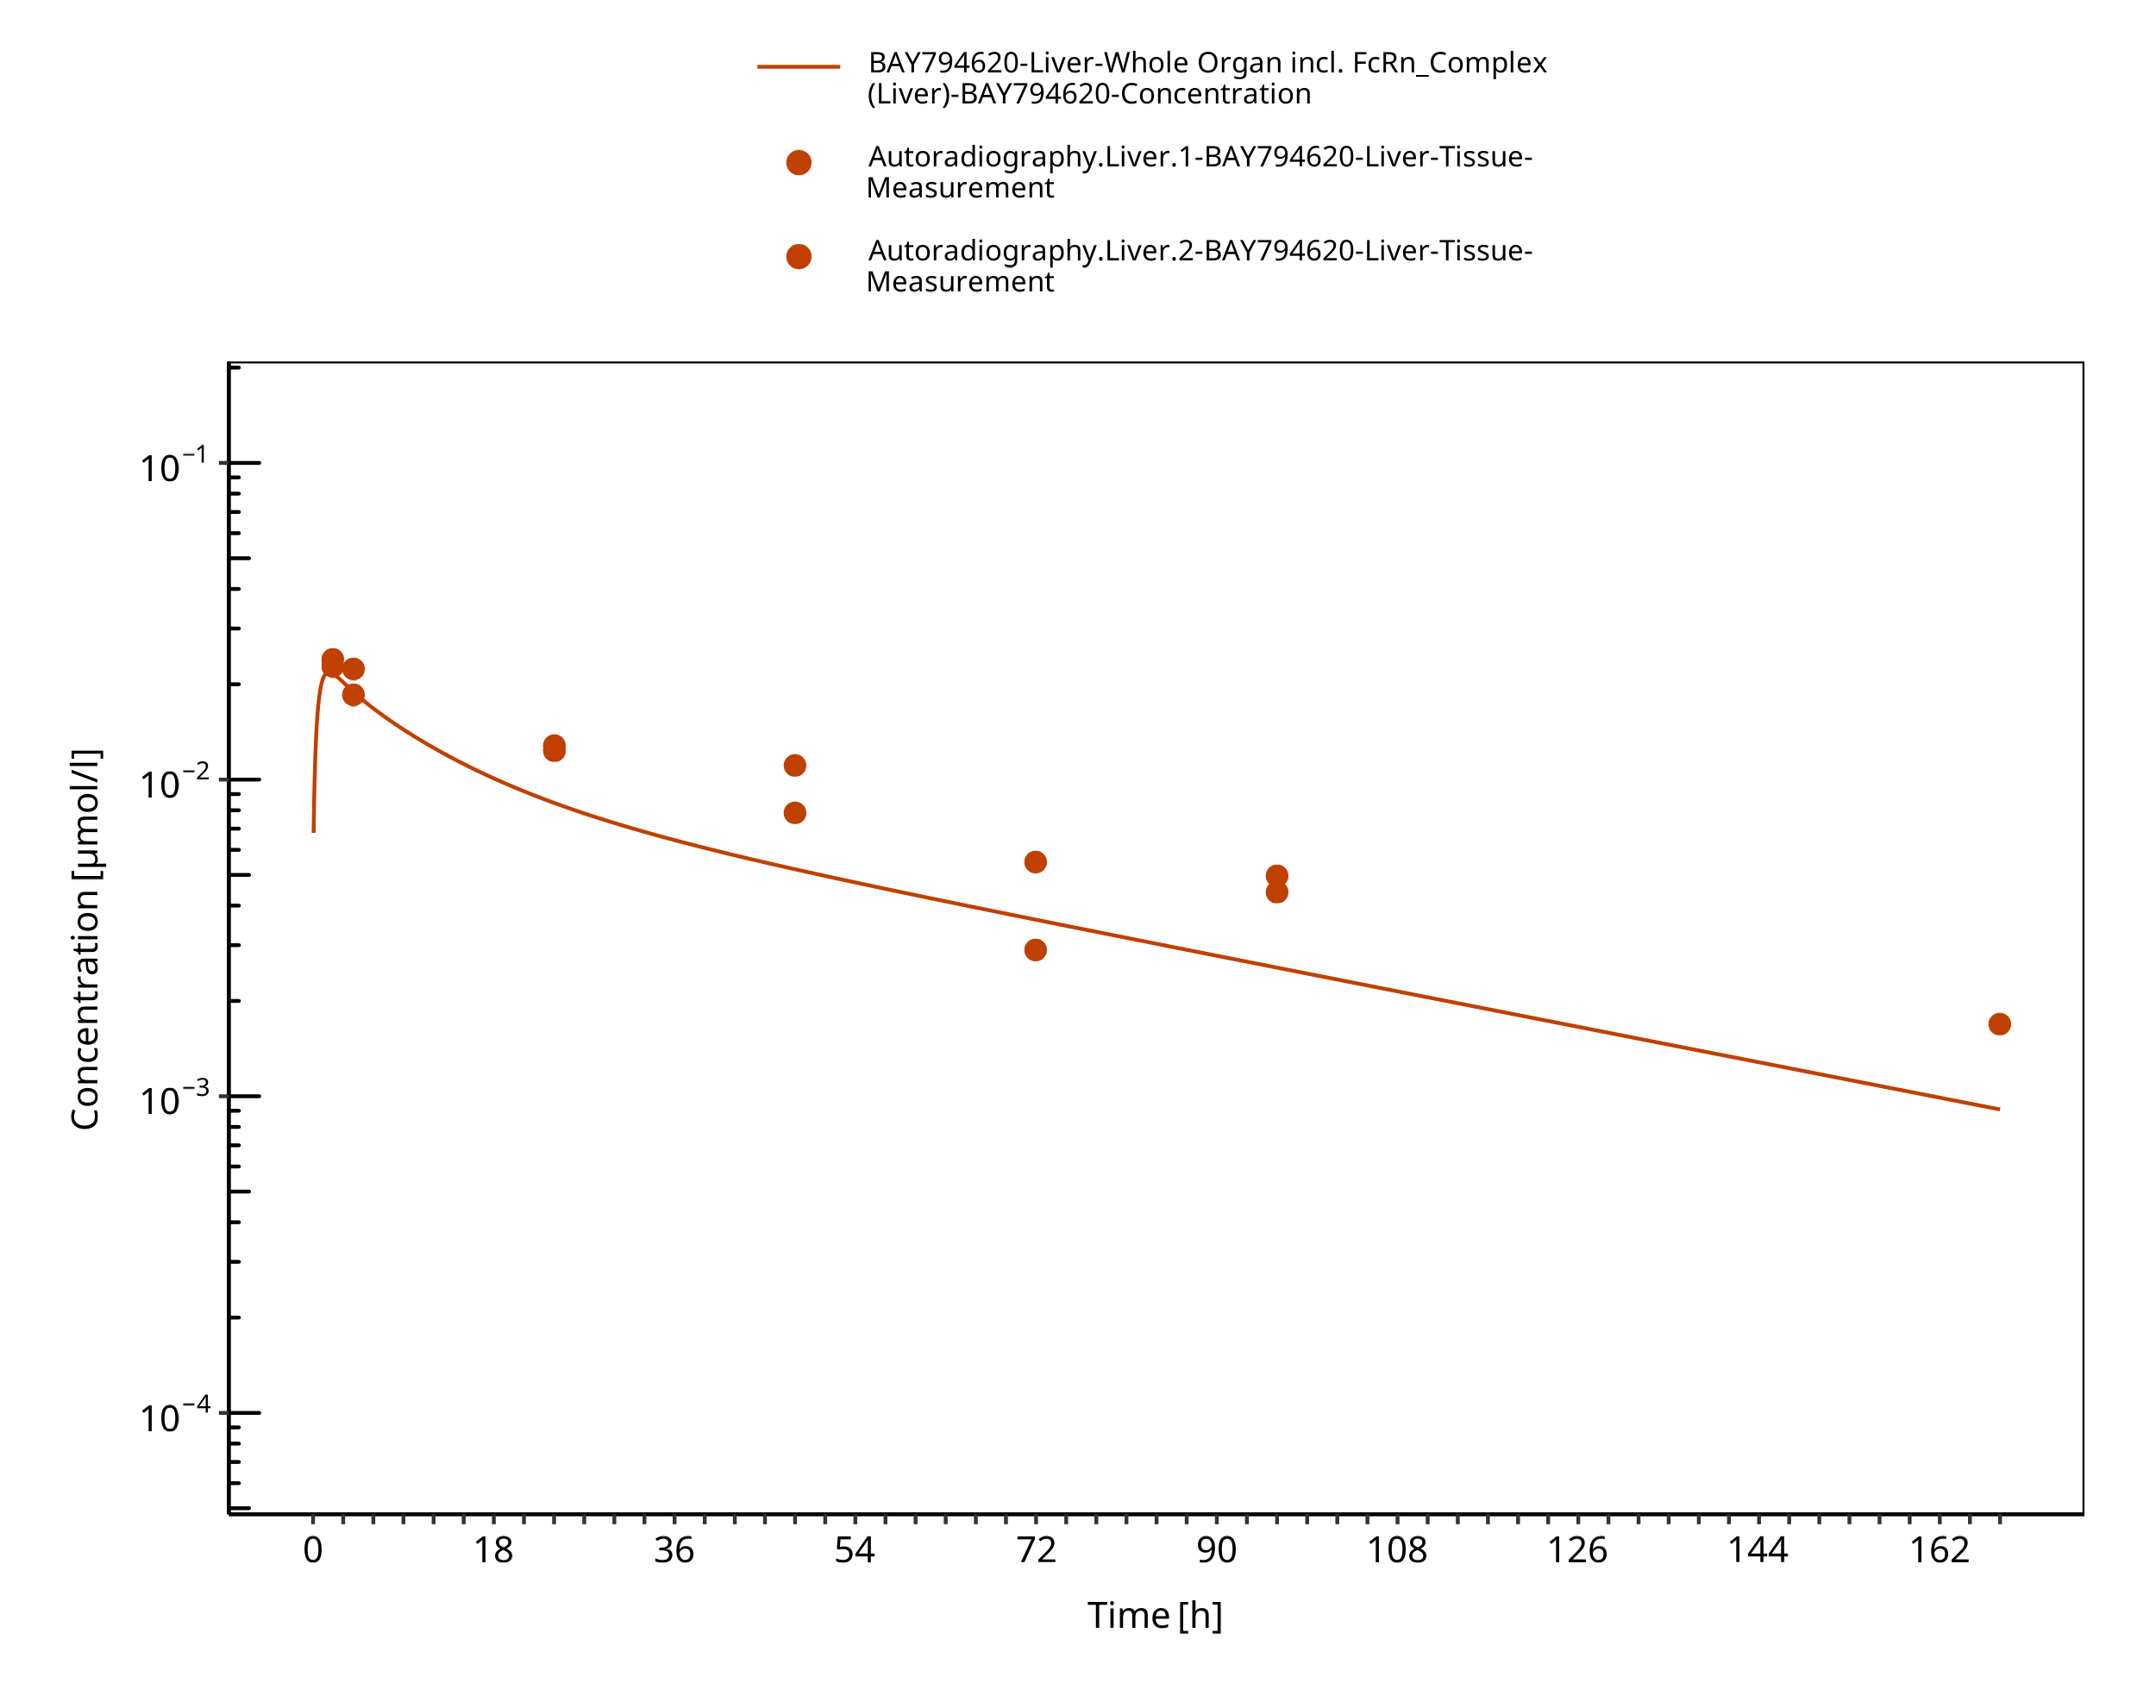 BAY794620-Liver-Whole Organ incl. FcRn_Complex
(Liver)-BAY794620-Concentration
Autoradiography.Liver.1-BAY794620-Liver-Tissue-
Measurement
Autoradiography.Liver.2-BAY794620-Liver-Tissue-
Measurement
10⁻¹
10⁻²
10⁻³
10⁻⁴
Concentration [µmol/l]
0 18 36 54 72 90 108 126 144 162
Time [h]